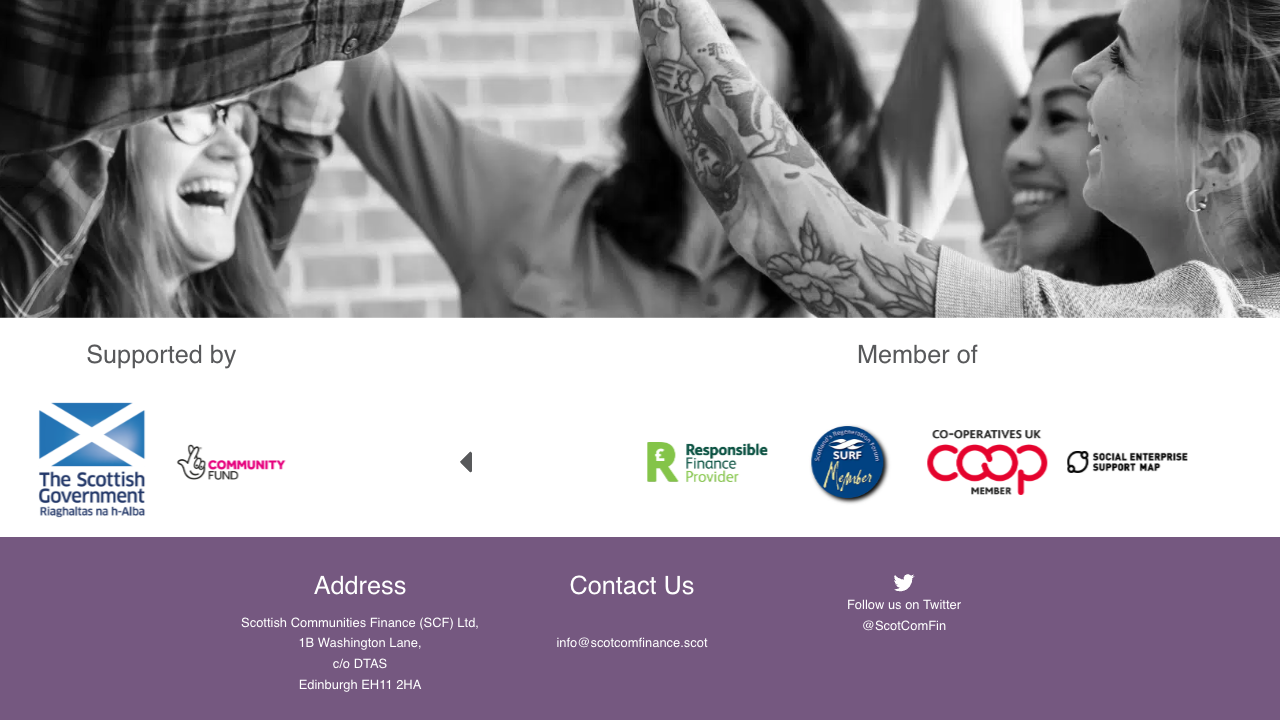 Supported by
Member of
The Scottish
Government
Riaghaltas na h-Alba
COMMUNITY
FUND
£
Responsible
Finance
Provider
Scotland's Regeneration Forum
SURF
Member
CO-OPERATIVES UK
coop
MEMBER
SOCIAL ENTERPRISE
SUPPORT MAP
Address
Scottish Communities Finance (SCF) Ltd,
1B Washington Lane,
c/o DTAS
Edinburgh EH11 2HA
Contact Us
info@scotcomfinance.scot
Follow us on Twitter
@ScotComFin